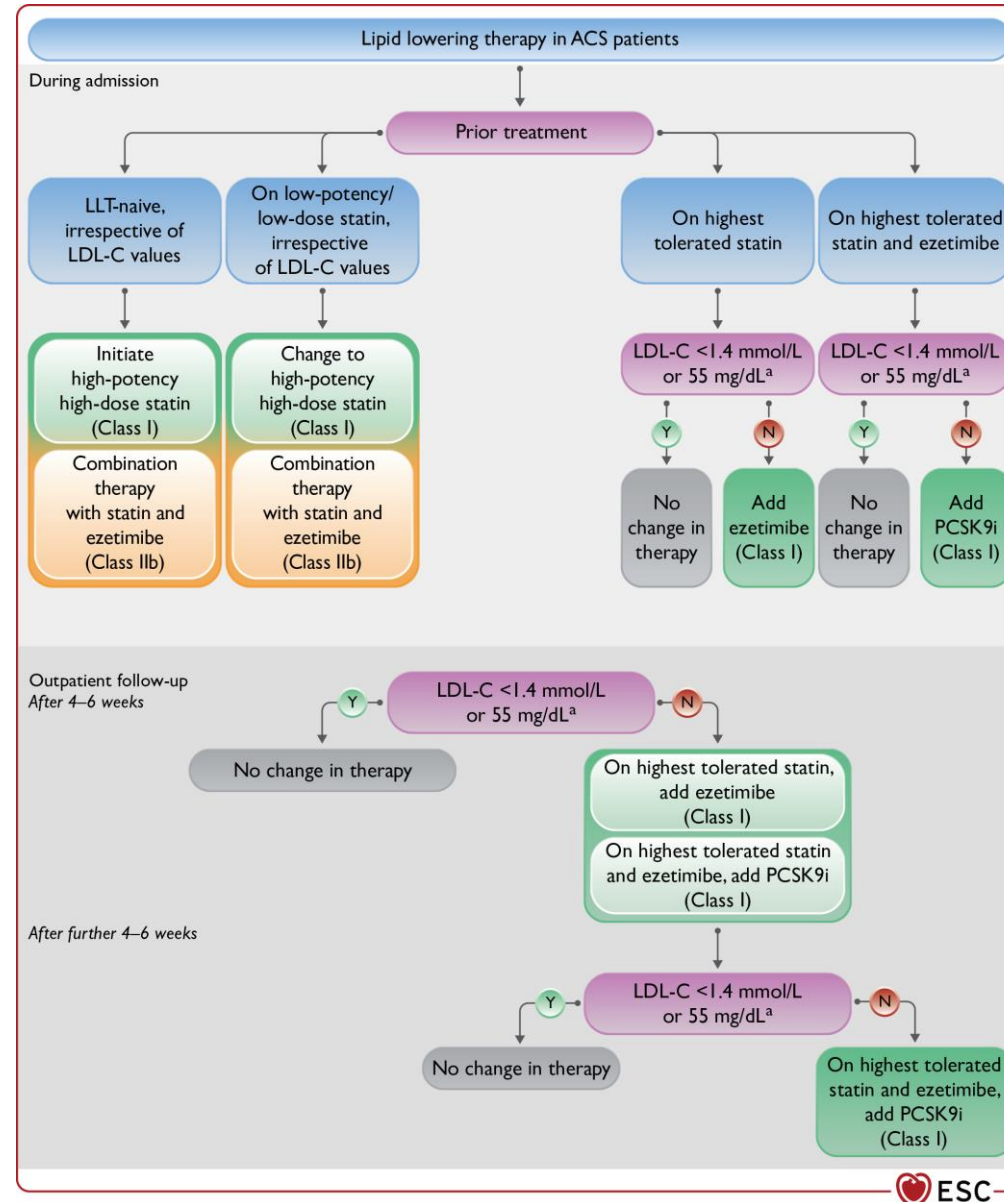 Lipid lowering therapy in ACS patients
During admission
Prior treatment
LLT-naive,
irrespective of
LDL-C values
On low-potency/
low-dose statin,
irrespective
of LDL-C values
On highest
tolerated statin
On highest tolerated
statin and ezetimibe
Initiate
high-potency
high-dose statin
(Class I)
Combination
therapy
with statin and
ezetimibe
(Class IIb)
Change to
high-potency
high-dose statin
(Class I)
Combination
therapy
with statin and
ezetimibe
(Class IIb)
LDL-C <1.4 mmol/L
or 55 mg/dLᵃ
LDL-C <1.4 mmol/L
or 55 mg/dLᵃ
Y
N
Y
N
No
change in
therapy
Add
ezetimibe
(Class I)
No
change in
therapy
Add
PCSK9i
(Class I)
Outpatient follow-up
After 4–6 weeks
LDL-C <1.4 mmol/L
or 55 mg/dLᵃ
Y
N
No change in therapy
On highest tolerated statin,
add ezetimibe
(Class I)
On highest tolerated statin
and ezetimibe, add PCSK9i
(Class I)
After further 4–6 weeks
LDL-C <1.4 mmol/L
or 55 mg/dLᵃ
Y
N
No change in therapy
On highest tolerated
statin and ezetimibe,
add PCSK9i
(Class I)
ESC